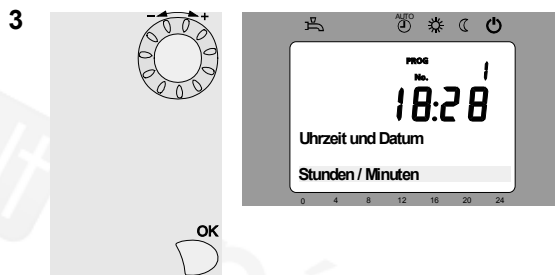 3
- +
OK
AUTO
PROG
No. 1
18:28
Uhrzeit und Datum
Stunden / Minuten
0 4 8 12 16 20 24